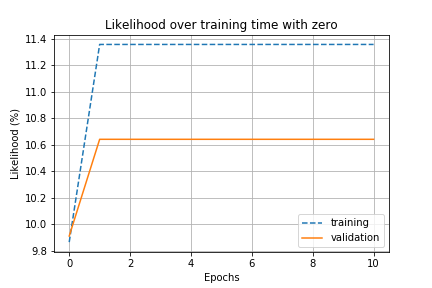 Likelihood over training time with zero
11.4
11.2
11.0
10.8
10.6
10.4
10.2
10.0
9.8
Likelihood (%)
0 2 4 6 8 10
Epochs
training
validation